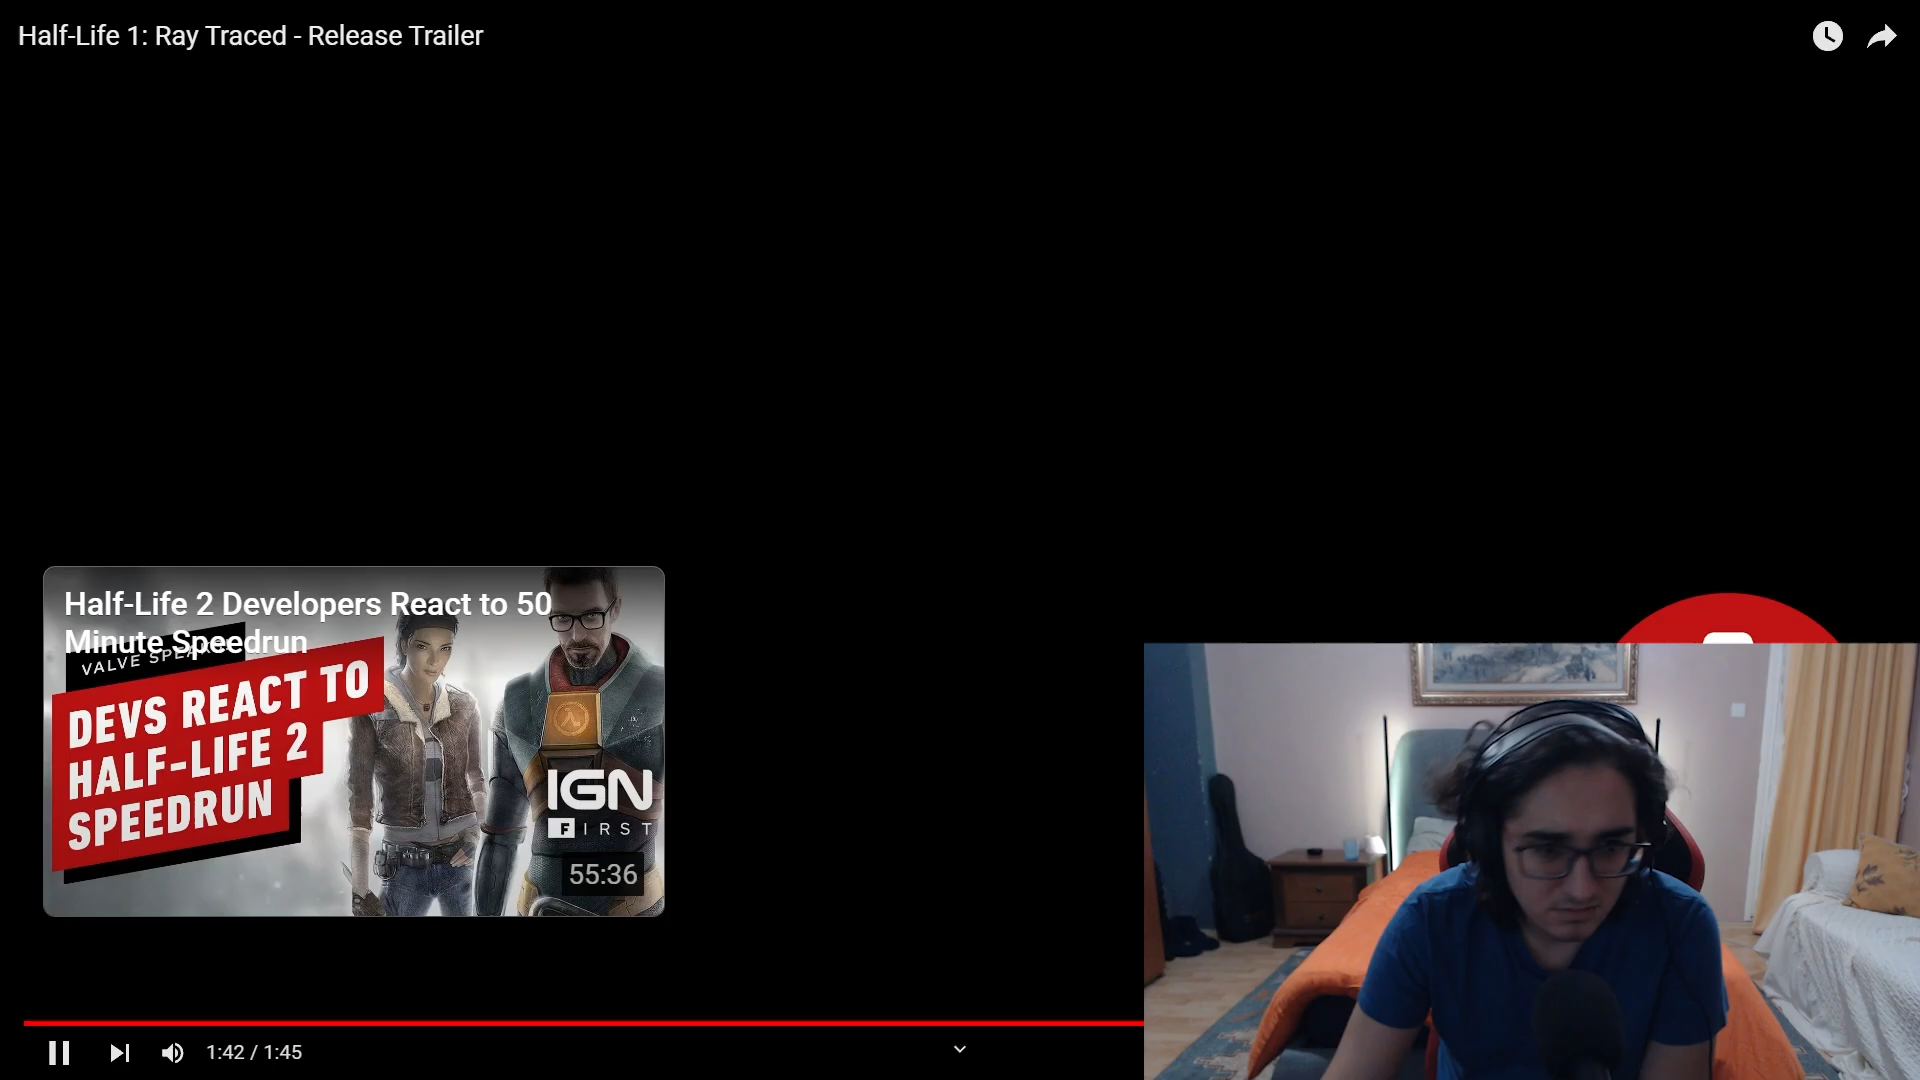 Half-Life 1: Ray Traced - Release Trailer
Half-Life 2 Developers React to 50
Minute Speedrun
VALVE SPEAKS
DEVS REACT TO
HALF-LIFE 2
SPEEDRUN
IGN
FIRST
55:36
1:42 / 1:45